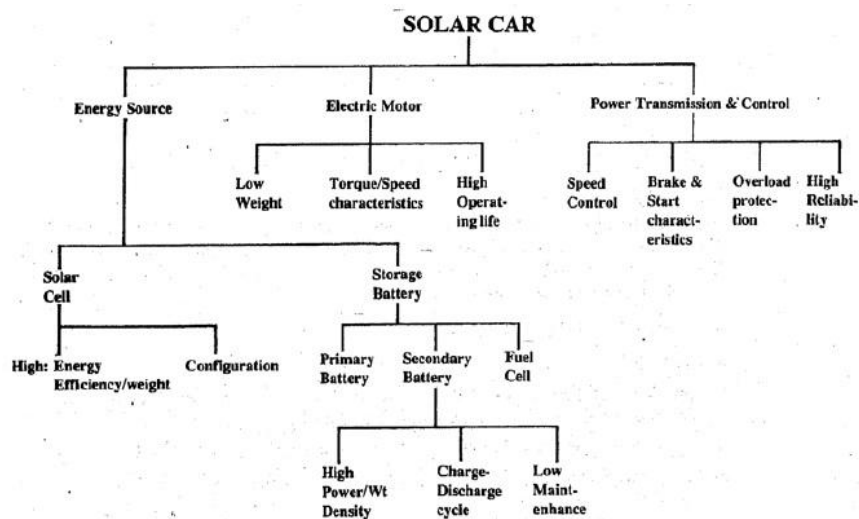 SOLAR CAR
Energy Source
Electric Motor
Power Transmission & Control
Low
Weight
Torque/Speed
characteristics
High
Operat-
ing life
Speed
Control
Brake &
Start
charact-
eristics
Overload
protec-
tion
High
Reliabi-
lity
Solar
Cell
Storage
Battery
High: Energy
Efficiency/weight
Configuration
Primary
Battery
Secondary
Battery
Fuel
Cell
High
Power/Wt
Density
Charge-
Discharge
cycle
Low
Maint-
enhance